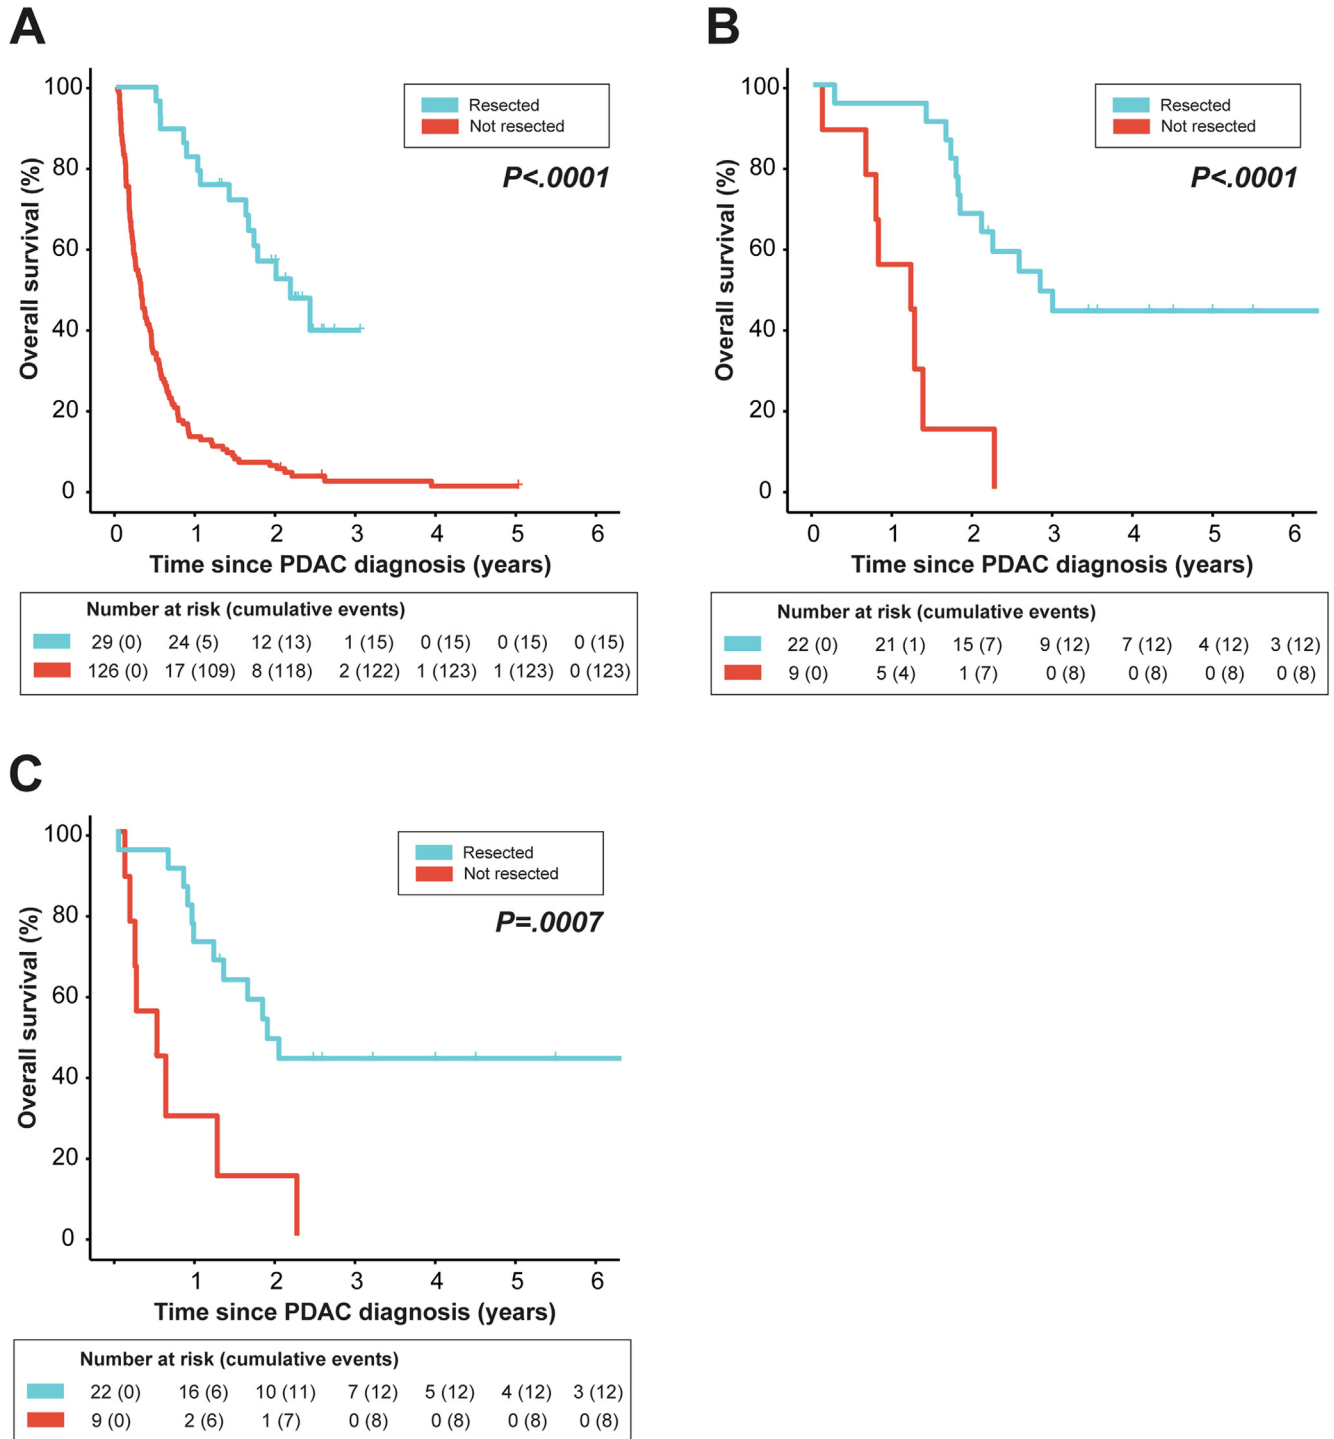 A
100
80
60
40
20
0
Overall survival (%)
Resected
Not resected
P<.0001
0 1 2 3 4 5 6
Time since PDAC diagnosis (years)
Number at risk (cumulative events)
29 (0) 24 (5) 12 (13) 1 (15) 0 (15) 0 (15) 0 (15)
126 (0) 17 (109) 8 (118) 2 (122) 1 (123) 1 (123) 0 (123)
B
100
80
60
40
20
0
Overall survival (%)
Resected
Not resected
P<.0001
0 1 2 3 4 5 6
Time since PDAC diagnosis (years)
Number at risk (cumulative events)
22 (0) 21 (1) 15 (7) 9 (12) 7 (12) 4 (12) 3 (12)
9 (0) 5 (4) 1 (7) 0 (8) 0 (8) 0 (8) 0 (8)
C
100
80
60
40
20
0
Overall survival (%)
Resected
Not resected
P=.0007
1 2 3 4 5 6
Time since PDAC diagnosis (years)
Number at risk (cumulative events)
22 (0) 16 (6) 10 (11) 7 (12) 5 (12) 4 (12) 3 (12)
9 (0) 2 (6) 1 (7) 0 (8) 0 (8) 0 (8) 0 (8)